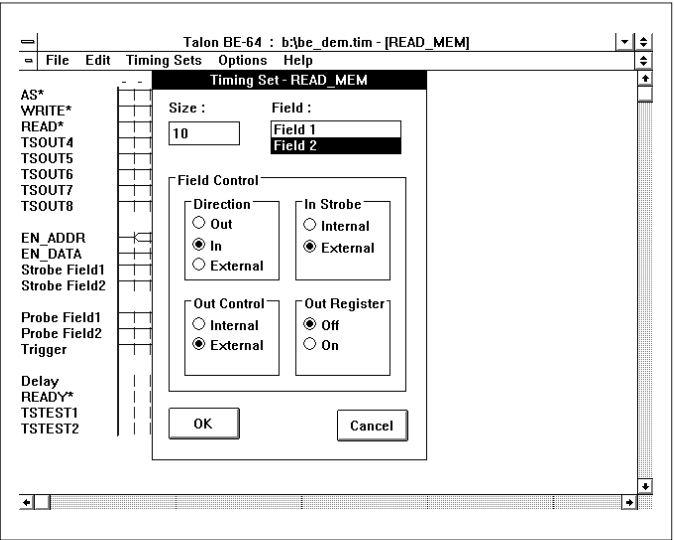 Talon BE-64 : b:\be_dem.tim - [READ_MEM]
File Edit Timing Sets Options Help
Timing Set - READ_MEM
Size :
Field :
10
Field 1
Field 2
Field Control
Direction
Out
In
External
In Strobe
Internal
External
Out Control
Internal
External
Out Register
Off
On
OK
Cancel
AS*
WRITE*
READ*
TSOUT4
TSOUT5
TSOUT6
TSOUT7
TSOUT8
EN_ADDR
EN_DATA
Strobe Field1
Strobe Field2
Probe Field1
Probe Field2
Trigger
Delay
READY*
TSTEST1
TSTEST2